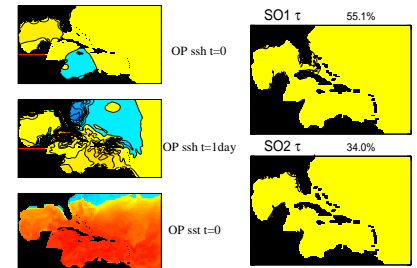 OP ssh t=0
OP ssh t=1day
OP sst t=0
SO1 τ 55.1%
SO2 τ 34.0%